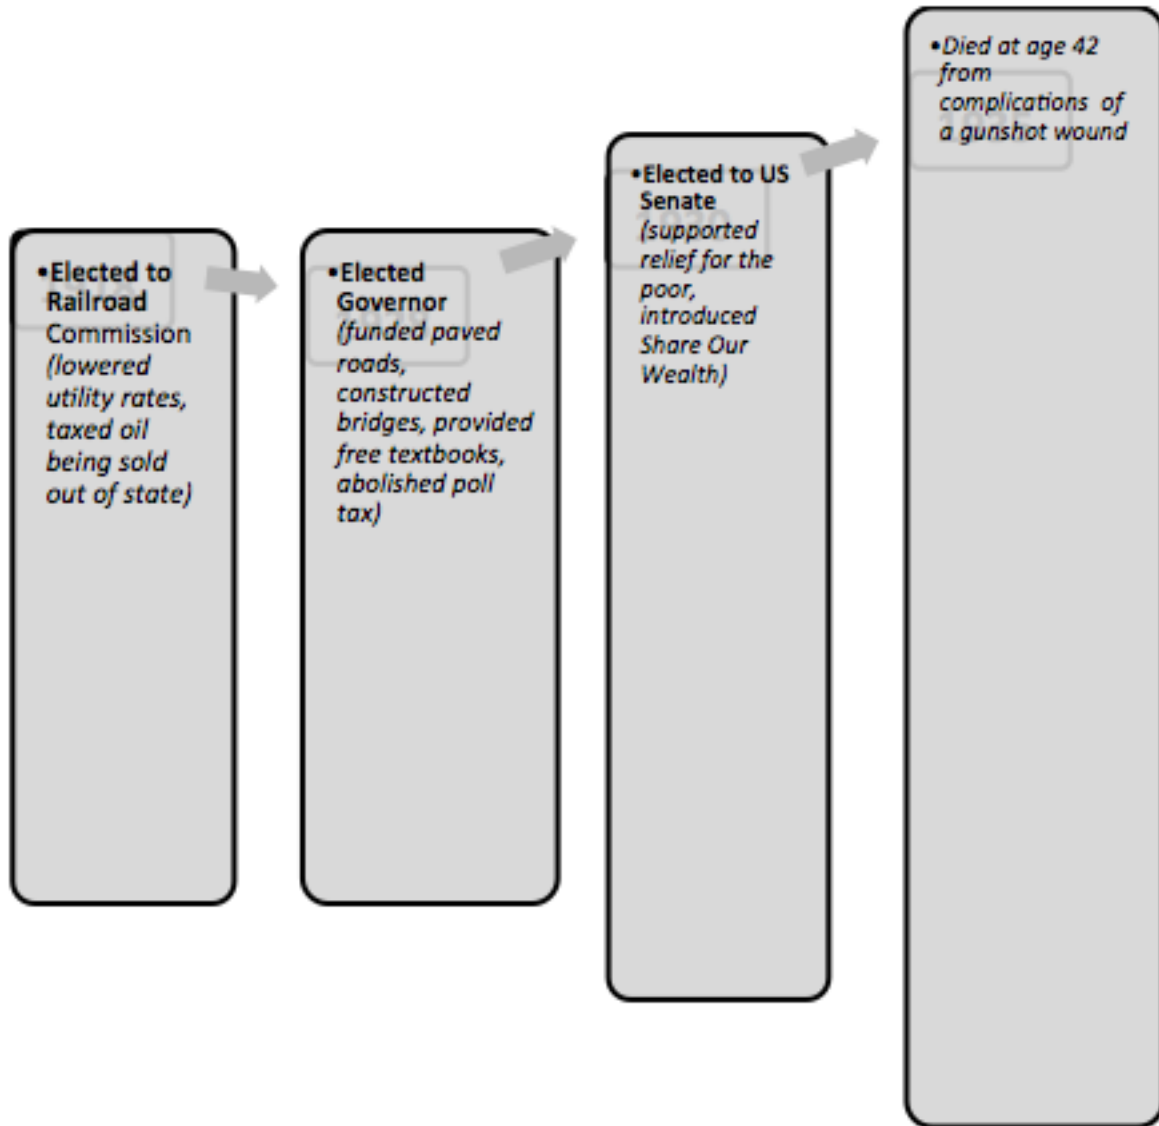 •Elected to
Railroad
Commission
(lowered
utility rates,
taxed oil
being sold
out of state)
•Elected
Governor
(funded paved
roads,
constructed
bridges, provided
free textbooks,
abolished poll
tax)
•Elected to US
Senate
(supported
relief for the
poor,
introduced
Share Our
Wealth)
•Died at age 42
from
complications of
a gunshot wound